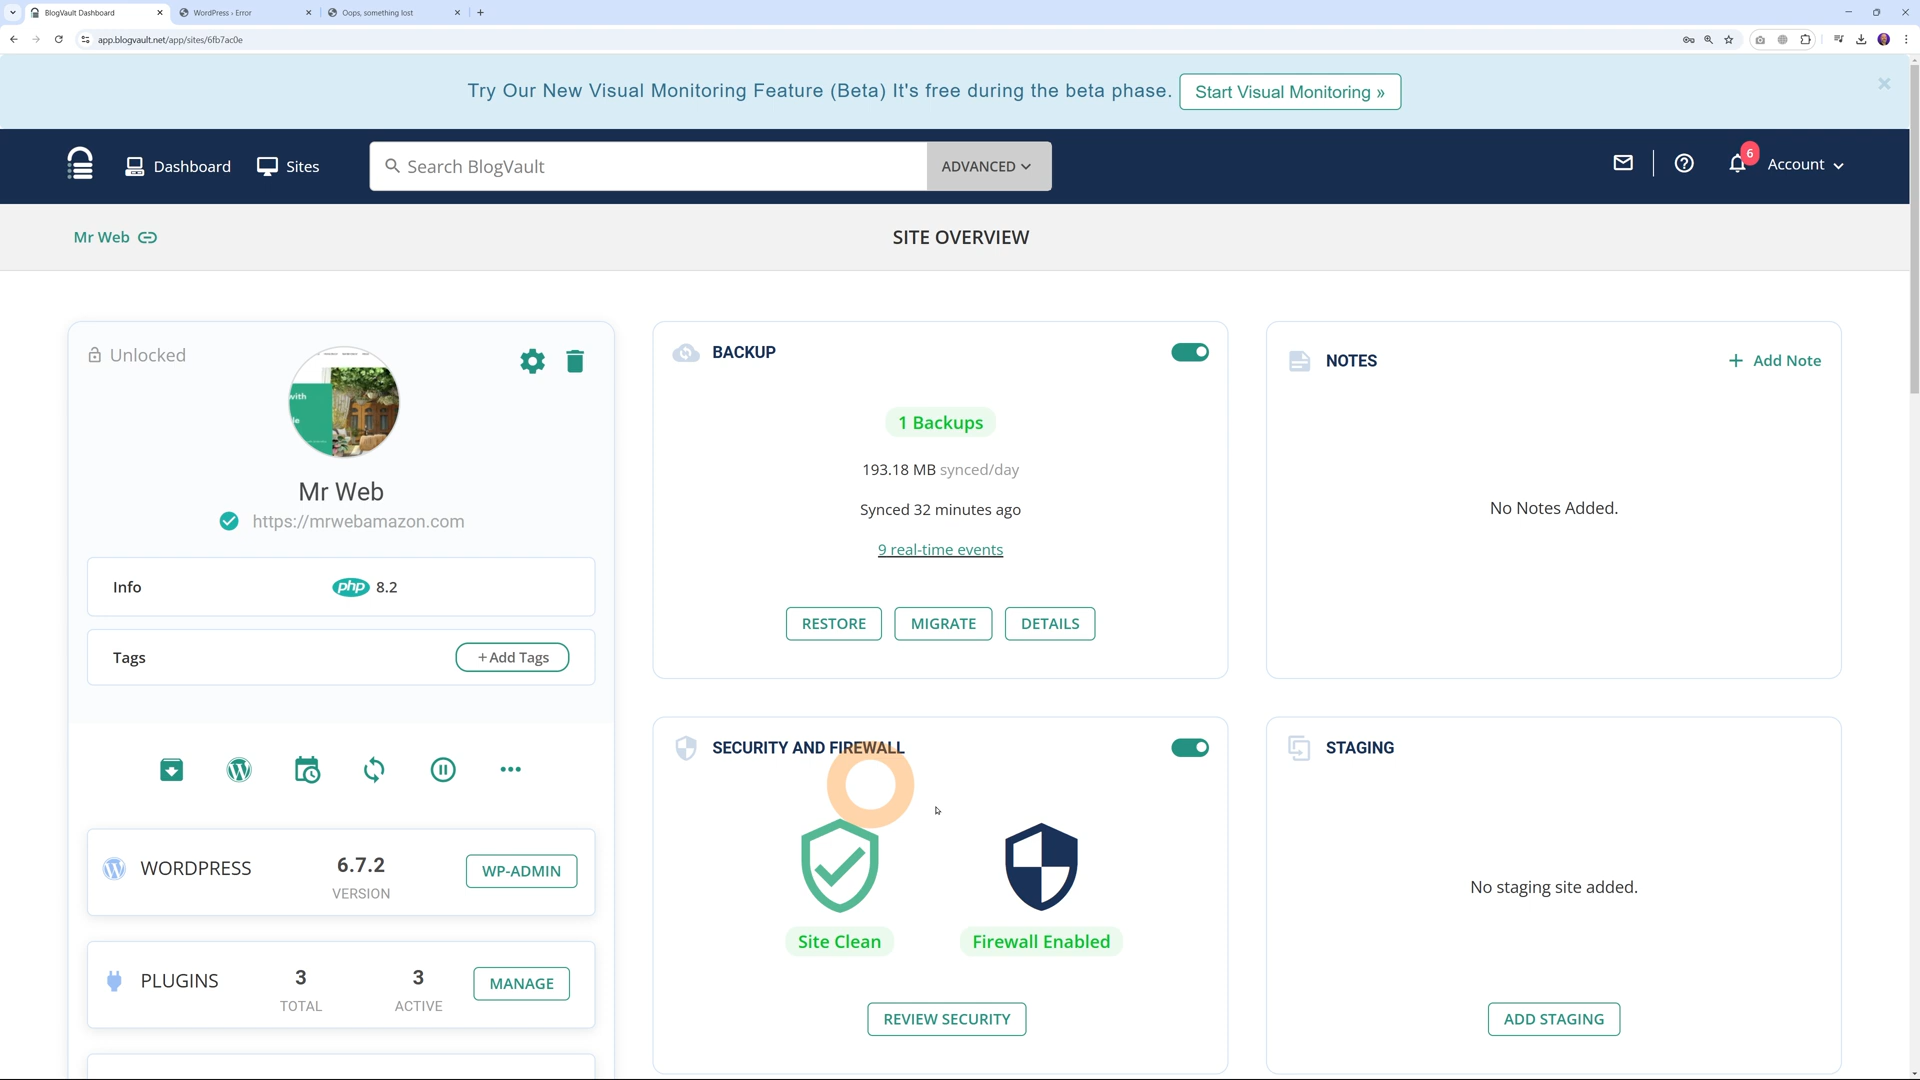 BlogVault Dashboard
WordPress › Error
Oops, something lost
app.blogvault.net/app/sites/6fb7ac0e
Try Our New Visual Monitoring Feature (Beta) It's free during the beta phase.
Start Visual Monitoring »
Dashboard
Sites
Search BlogVault
ADVANCED
6
Account
Mr Web
SITE OVERVIEW
Unlocked
Mr Web
https://mrwebamazon.com
Info
php 8.2
Tags
+Add Tags
WORDPRESS
6.7.2
VERSION
WP-ADMIN
PLUGINS
3
TOTAL
3
ACTIVE
MANAGE
BACKUP
1 Backups
193.18 MB synced/day
Synced 32 minutes ago
9 real-time events
RESTORE
MIGRATE
DETAILS
NOTES
+ Add Note
No Notes Added.
SECURITY AND FIREWALL
Site Clean
Firewall Enabled
REVIEW SECURITY
STAGING
No staging site added.
ADD STAGING